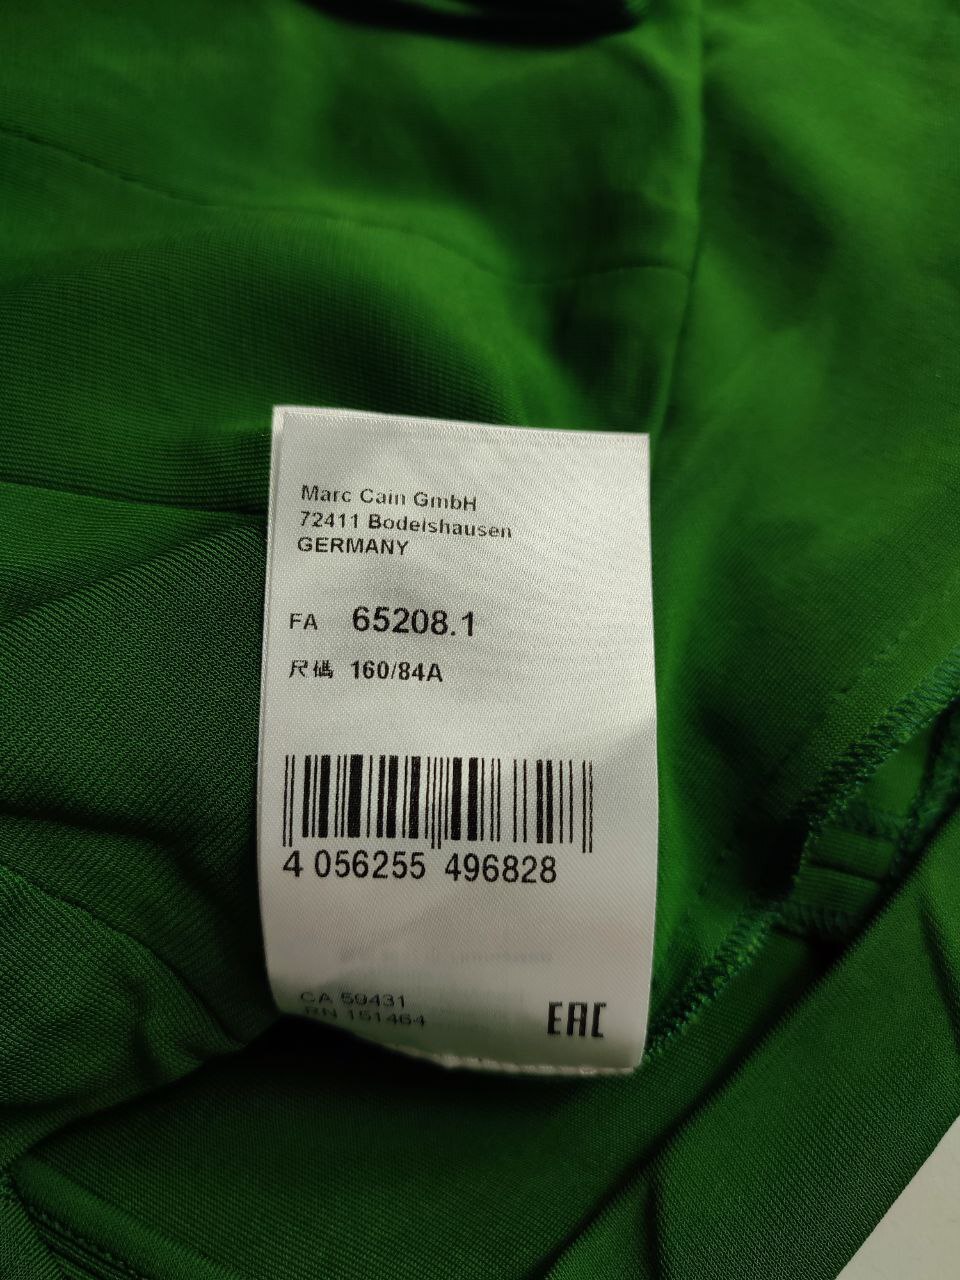 Marc Cain GmbH
72411 Bodelshausen
GERMANY
FA 65208.1
尺碼 160/84A
4 056255 496828
CA 59431
RN 151464
EAC